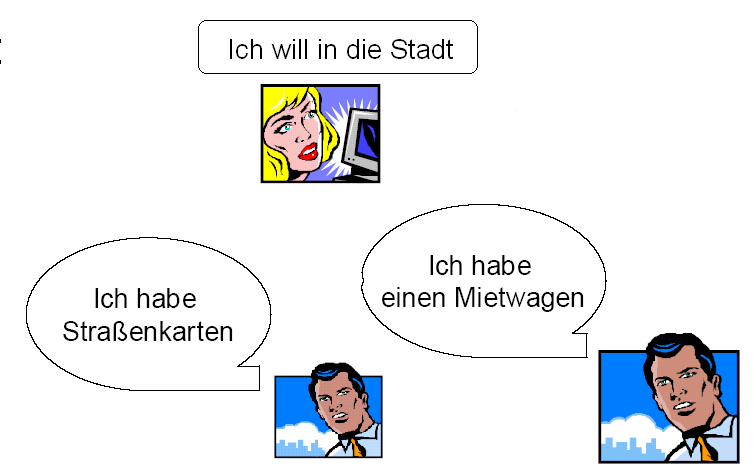 Ich will in die Stadt
Ich habe
einen Mietwagen
Ich habe
Straßenkarten